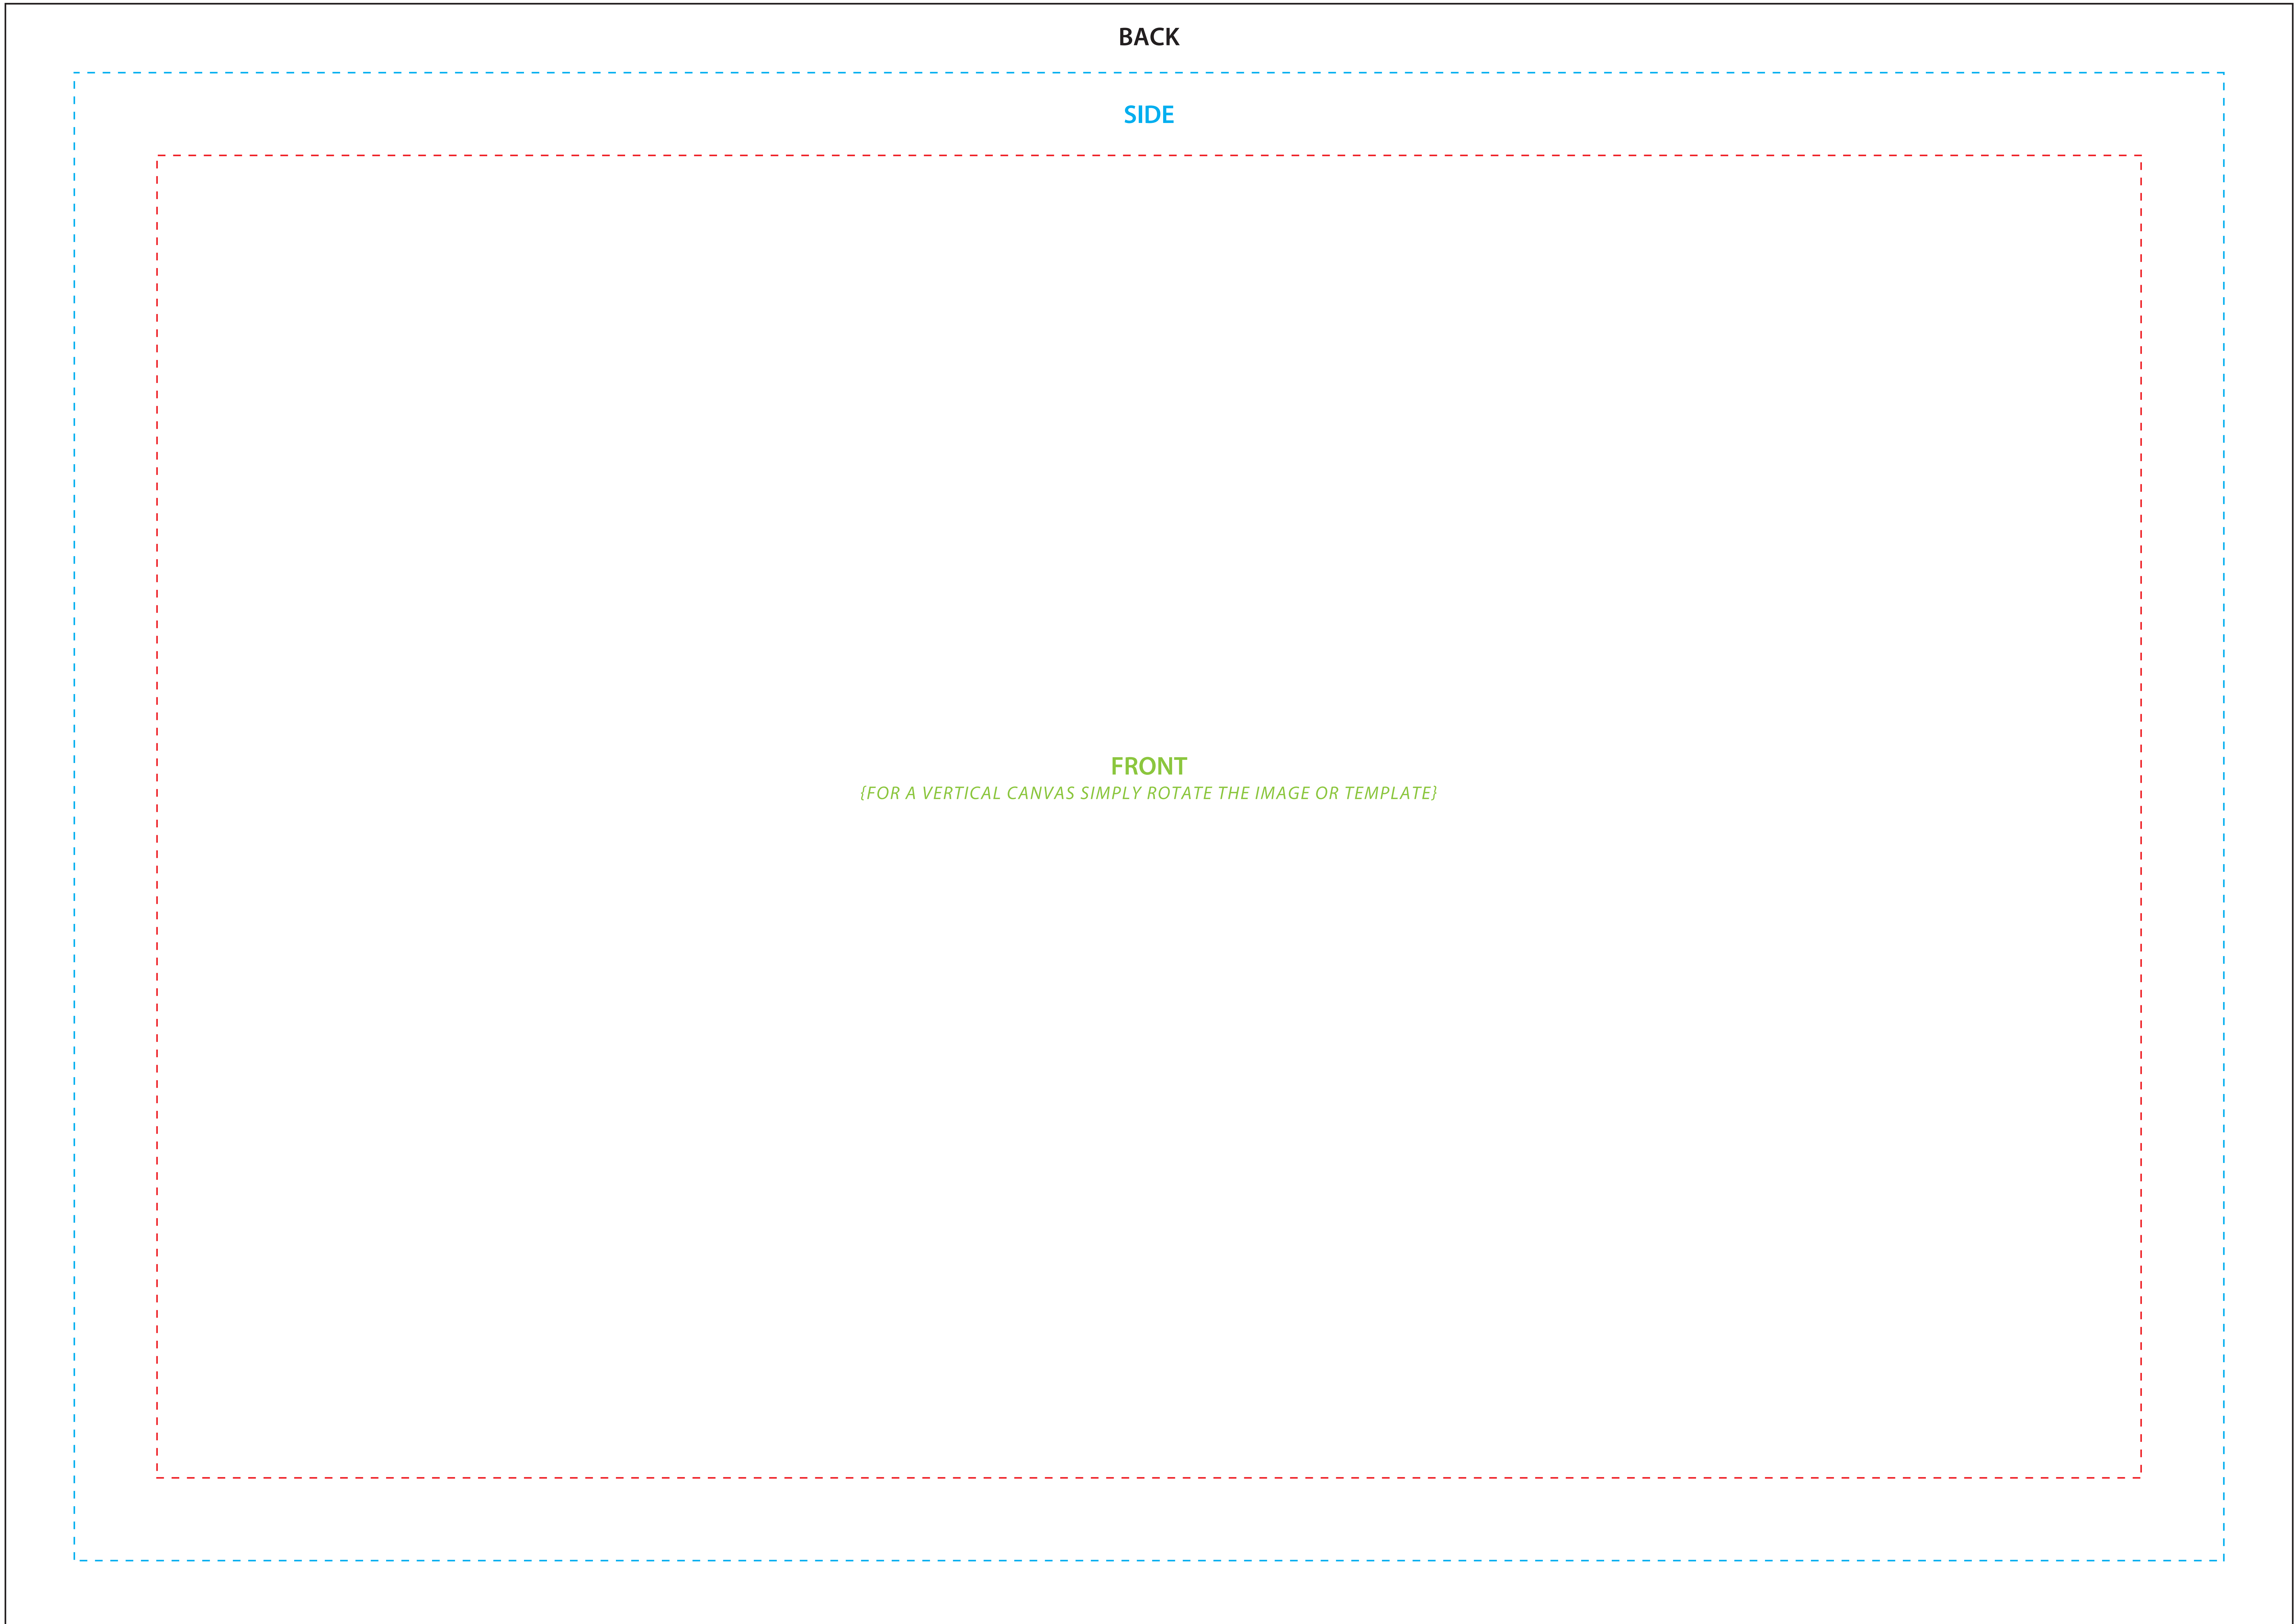 BACK
SIDE
FRONT
{FOR A VERTICAL CANVAS SIMPLY ROTATE THE IMAGE OR TEMPLATE}